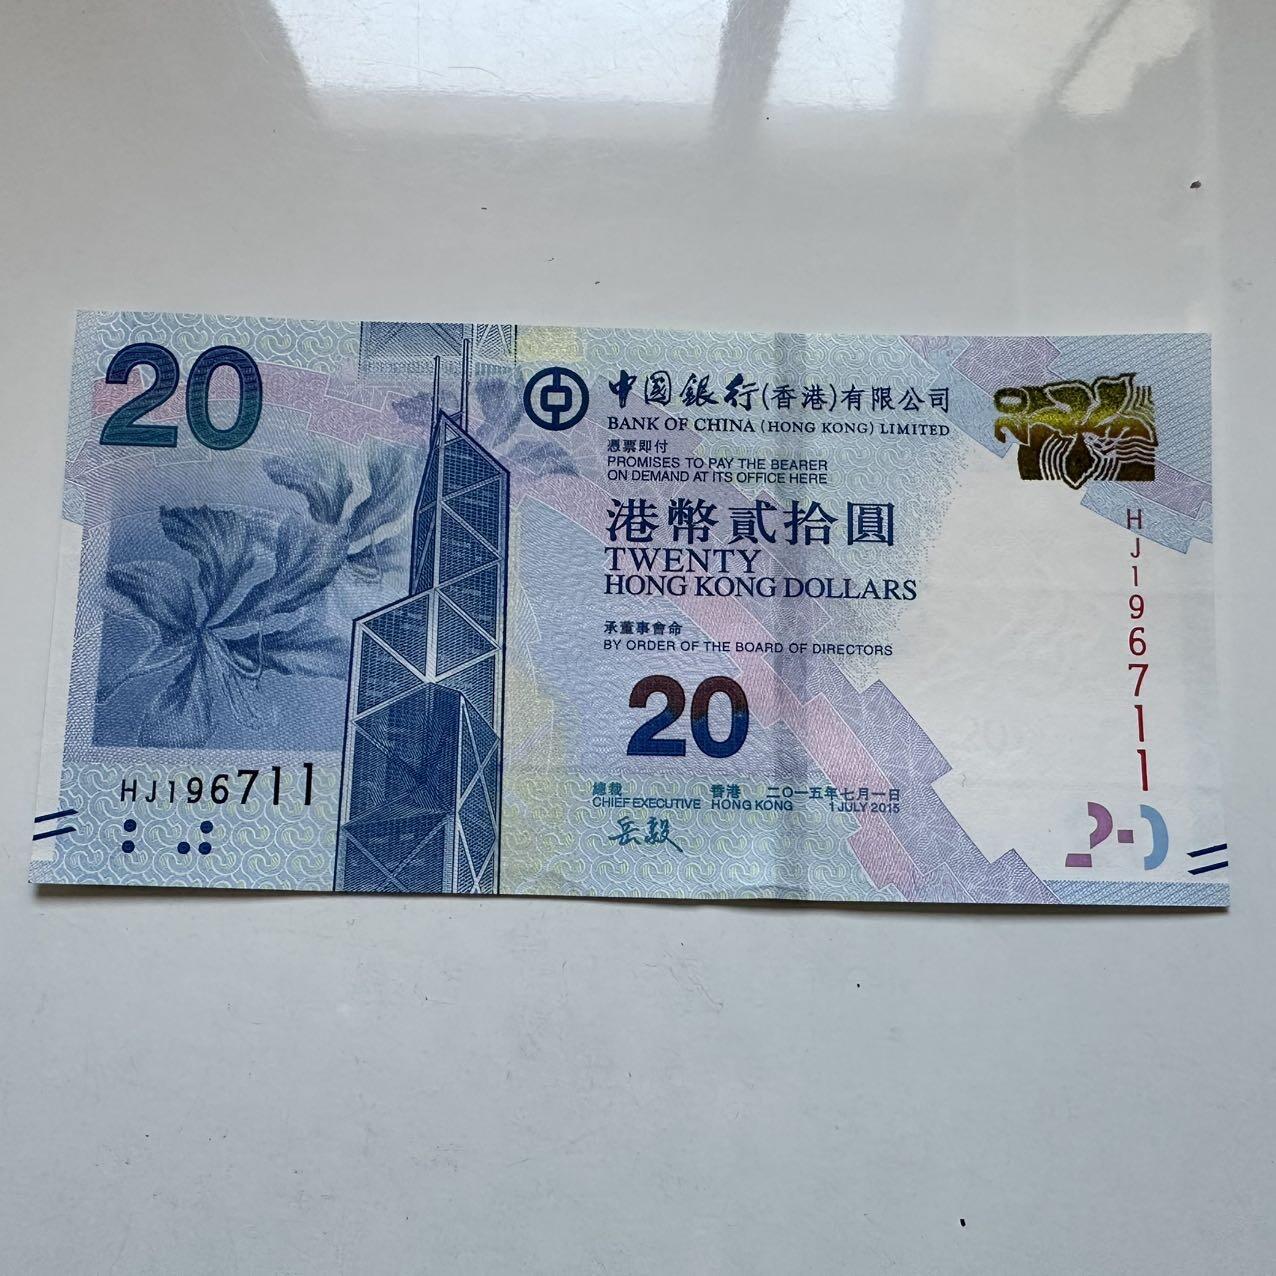 20
中國銀行(香港)有限公司
BANK OF CHINA (HONG KONG) LIMITED
憑票即付
PROMISES TO PAY THE BEARER
ON DEMAND AT ITS OFFICE HERE
港幣貳拾圓
TWENTY
HONG KONG DOLLARS
承董事會命
BY ORDER OF THE BOARD OF DIRECTORS
20
總裁 香港 二〇一五年七月一日
CHIEF EXECUTIVE HONG KONG 1 JULY 2015
岳毅
HJ196711
20
HJ196711